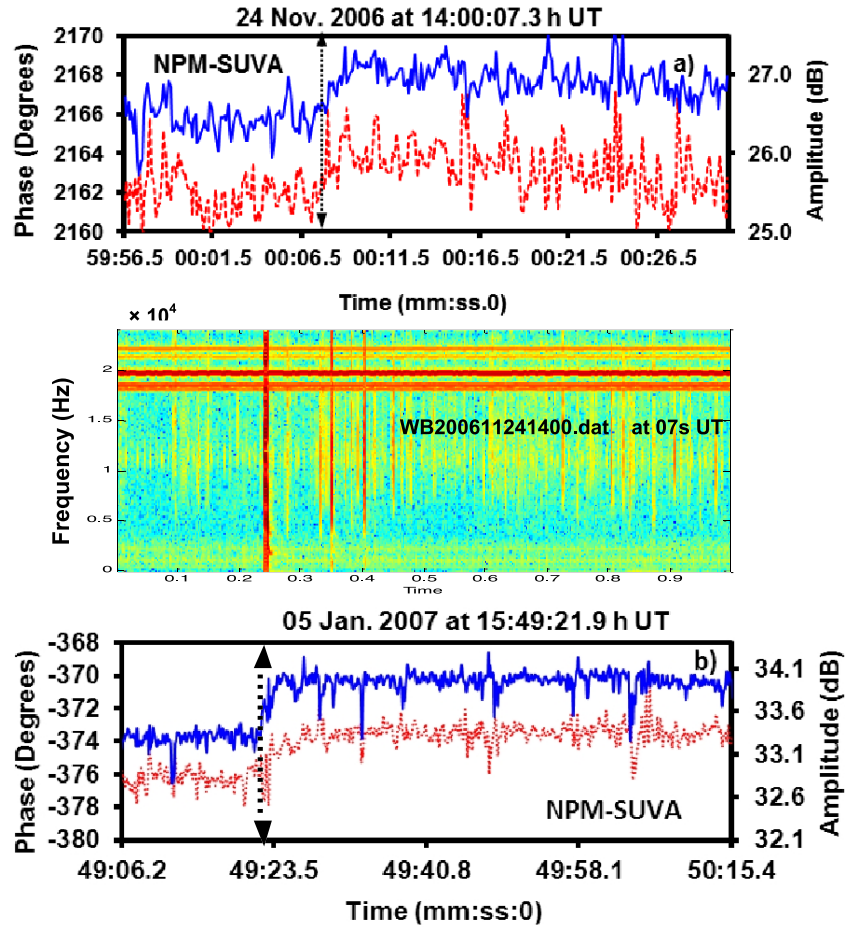 24 Nov. 2006 at 14:00:07.3 h UT
Phase (Degrees)
2170
2168
2166
2164
2162
2160
NPM-SUVA
a)
27.0
26.0
25.0
Amplitude (dB)
59:56.5 00:01.5 00:06.5 00:11.5 00:16.5 00:21.5 00:26.5
Time (mm:ss.0)
× 10⁴
Frequency (Hz)
2
1.5
1
0.5
0
WB200611241400.dat at 07s UT
0.1 0.2 0.3 0.4 0.5 0.6 0.7 0.8 0.9
Time
05 Jan. 2007 at 15:49:21.9 h UT
Phase (Degrees)
-368
-370
-372
-374
-376
-378
-380
b)
NPM-SUVA
34.1
33.6
33.1
32.6
32.1
Amplitude (dB)
49:06.2 49:23.5 49:40.8 49:58.1 50:15.4
Time (mm:ss:0)